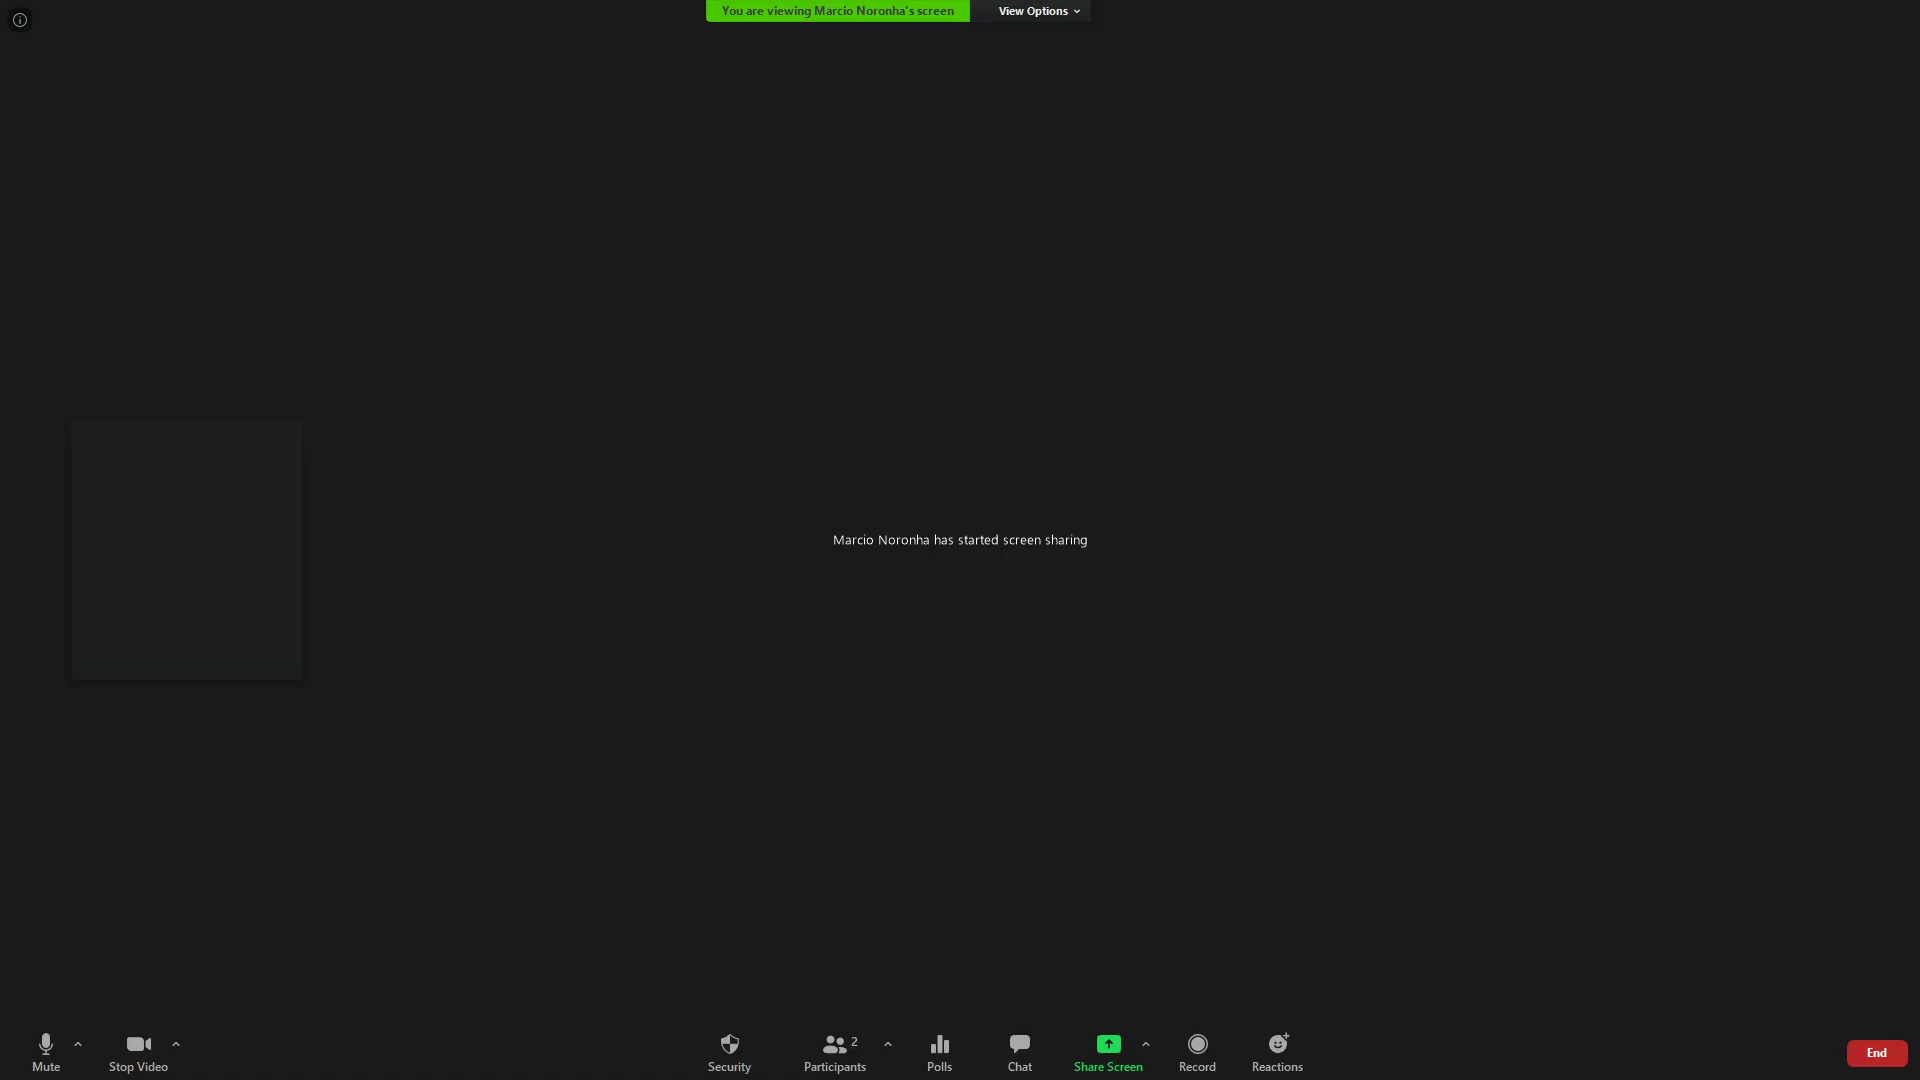 You are viewing Marcio Noronha's screen
View Options
Marcio Noronha has started screen sharing
Mute
Stop Video
Security
2
Participants
Polls
Chat
Share Screen
Record
Reactions
End